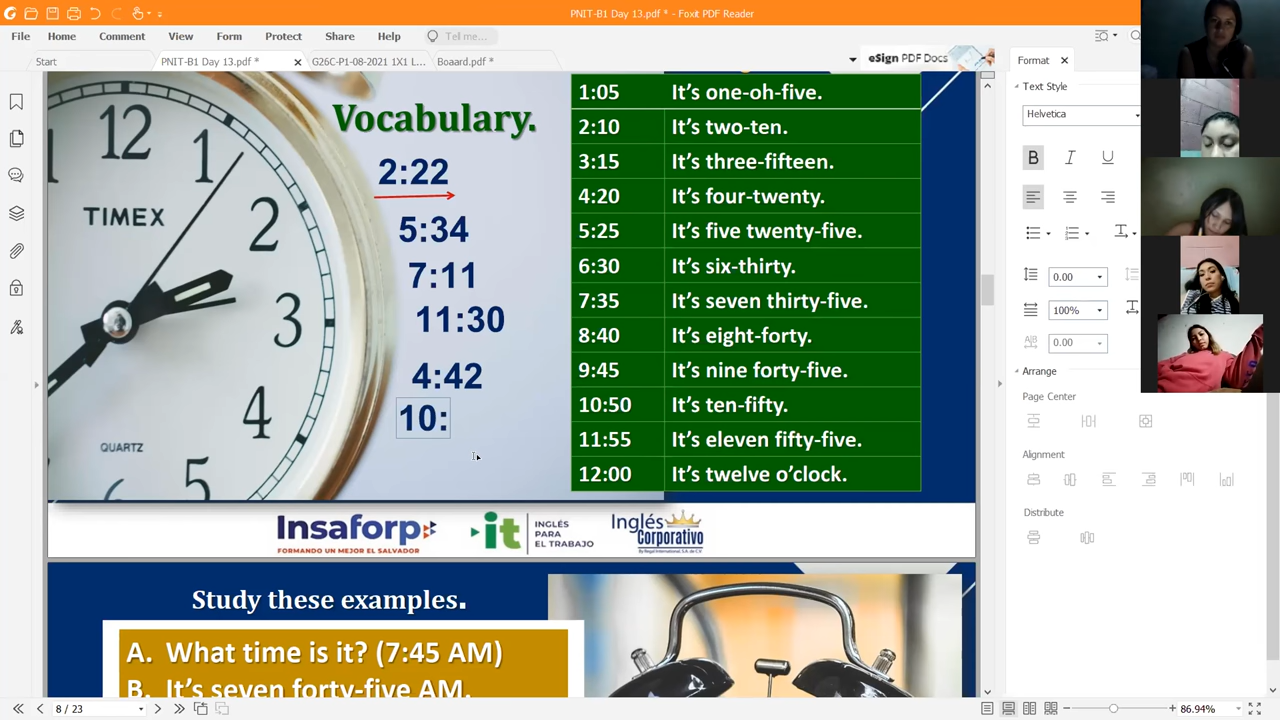 PNIT-B1 Day 13.pdf * - Foxit PDF Reader
File Home Comment View Form Protect Share Help Tell me...
Start PNIT-B1 Day 13.pdf * G26C-P1-08-2021 1X1 L... Boaard.pdf *
eSign PDF Docs
Format
Text Style
Helvetica
B I U
0.00
100%
0.00
Arrange
Page Center
Alignment
Distribute
12
1
2
3
4
5
6
TIMEX
QUARTZ
Vocabulary.
2:22
5:34
7:11
11:30
4:42
10:
1:05 It's one-oh-five.
2:10 It's two-ten.
3:15 It's three-fifteen.
4:20 It's four-twenty.
5:25 It's five twenty-five.
6:30 It's six-thirty.
7:35 It's seven thirty-five.
8:40 It's eight-forty.
9:45 It's nine forty-five.
10:50 It's ten-fifty.
11:55 It's eleven fifty-five.
12:00 It's twelve o'clock.
Insaforp
FORMANDO UN MEJOR EL SALVADOR
it
INGLÉS
PARA
EL TRABAJO
Inglés
Corporativo
Study these examples.
A. What time is it? (7:45 AM)
B. It's seven forty-five AM.
8 / 23
86.94%